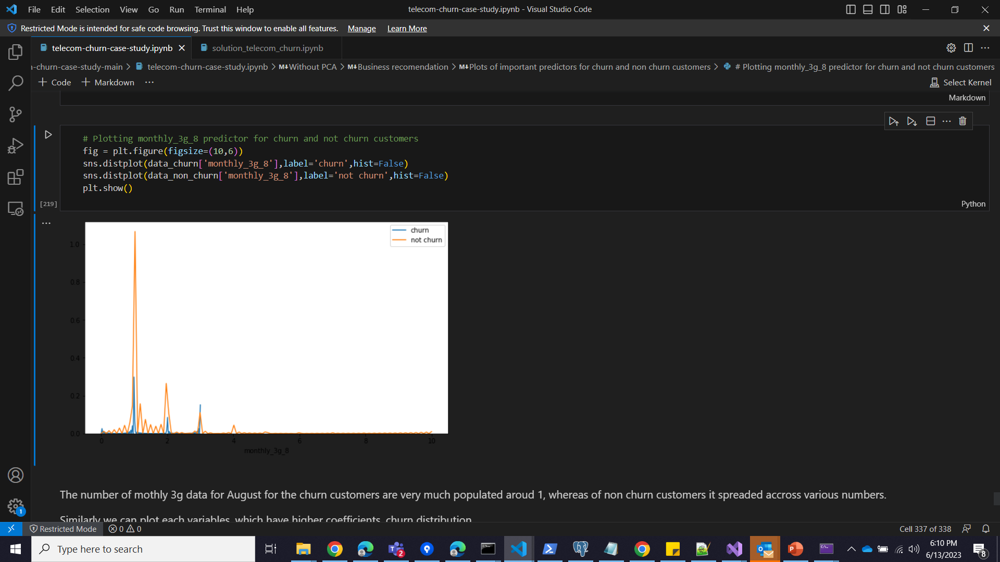 File Edit Selection View Go Run Terminal Help
telecom-churn-case-study.ipynb - Visual Studio Code
Restricted Mode is intended for safe code browsing. Trust this window to enable all features. Manage Learn More
telecom-churn-case-study.ipynb
solution_telecom_churn.ipynb
n-churn-case-study-main > telecom-churn-case-study.ipynb > M↓Without PCA > M↓Business recomendation > M↓Plots of important predictors for churn and non churn customers > # Plotting monthly_3g_8 predictor for churn and not churn customers
+ Code + Markdown ...
Select Kernel
Markdown
# Plotting monthly_3g_8 predictor for churn and not churn customers
fig = plt.figure(figsize=(10,6))
sns.distplot(data_churn['monthly_3g_8'],label='churn',hist=False)
sns.distplot(data_non_churn['monthly_3g_8'],label='not churn',hist=False)
plt.show()
[219]
Python
churn
not churn
1.0
0.8
0.6
0.4
0.2
0.0
0 2 4 6 8 10
monthly_3g_8
The number of mothly 3g data for August for the churn customers are very much populated aroud 1, whereas of non churn customers it spreaded accross various numbers.
Similarly we can plot each variables, which have higher coefficients, churn distribution.
1
Restricted Mode 0 0
Cell 337 of 338
Type here to search
2
6:10 PM
6/13/2023
8